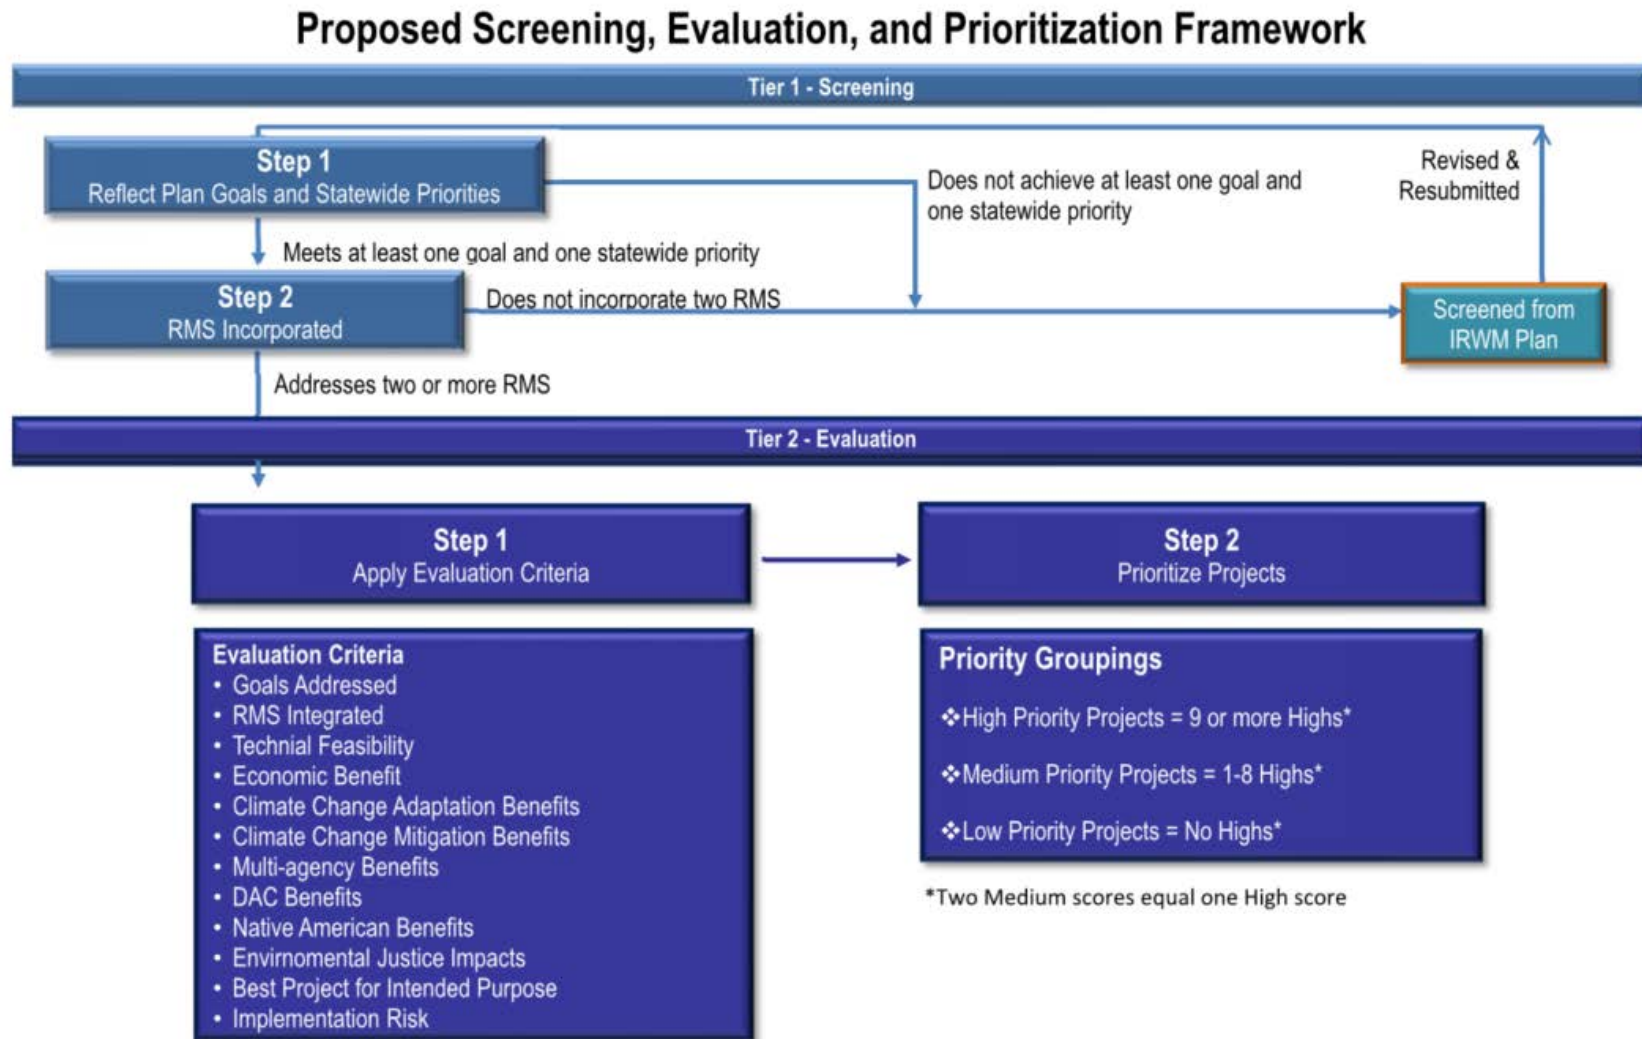 Proposed Screening, Evaluation, and Prioritization Framework
Tier 1 - Screening
Step 1
Reflect Plan Goals and Statewide Priorities
Does not achieve at least one goal and
one statewide priority
Revised &
Resubmitted
Meets at least one goal and one statewide priority
Step 2
RMS Incorporated
Does not incorporate two RMS
Screened from
IRWM Plan
Addresses two or more RMS
Tier 2 - Evaluation
Step 1
Apply Evaluation Criteria
Step 2
Prioritize Projects
Evaluation Criteria
• Goals Addressed
• RMS Integrated
• Technial Feasibility
• Economic Benefit
• Climate Change Adaptation Benefits
• Climate Change Mitigation Benefits
• Multi-agency Benefits
• DAC Benefits
• Native American Benefits
• Envirnomental Justice Impacts
• Best Project for Intended Purpose
• Implementation Risk
Priority Groupings
❖High Priority Projects = 9 or more Highs*
❖Medium Priority Projects = 1-8 Highs*
❖Low Priority Projects = No Highs*
*Two Medium scores equal one High score